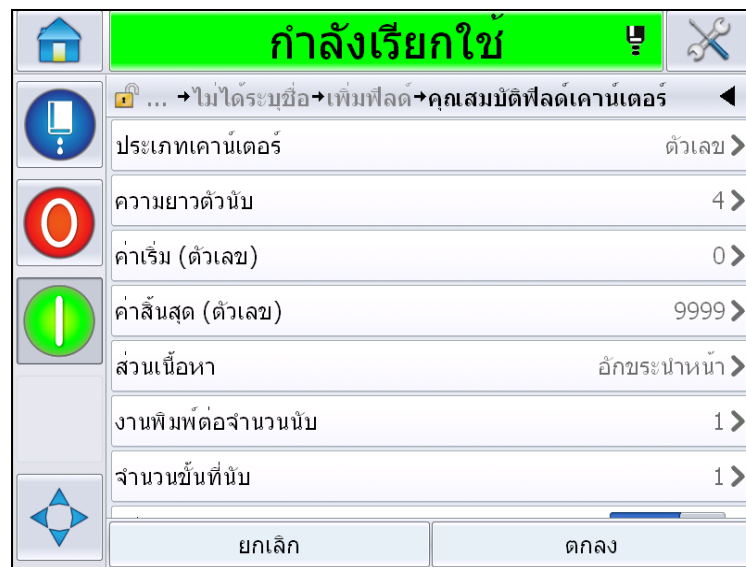 กำลังเรียกใช้
... →ไม่ได้ระบุชื่อ→เพิ่มฟิลด์→คุณสมบัติฟิลด์เคาน์เตอร์
ประเภทเคาน์เตอร์ ตัวเลข
ความยาวตัวนับ 4
ค่าเริ่ม (ตัวเลข) 0
ค่าสิ้นสุด (ตัวเลข) 9999
ส่วนเนื้อหา อักขระนำหน้า
งานพิมพ์ต่อจำนวนนับ 1
จำนวนขั้นที่นับ 1
ยกเลิก ตกลง